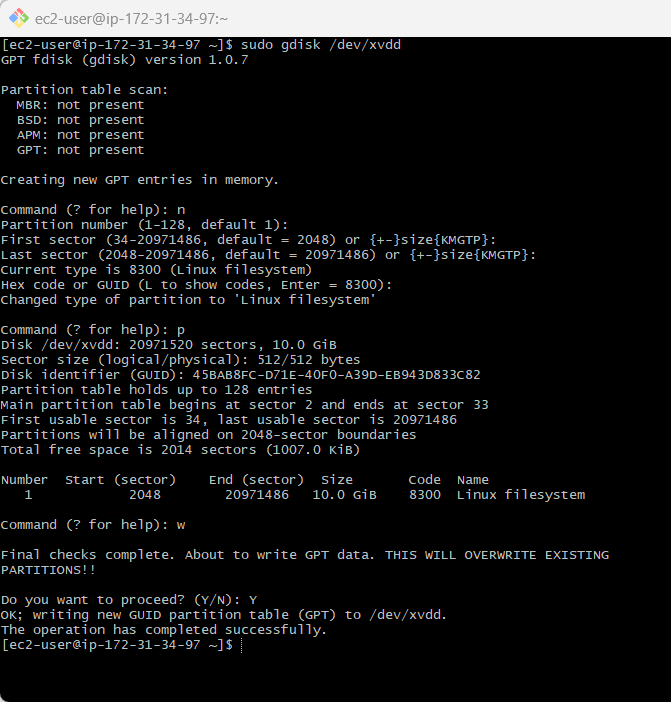 ec2-user@ip-172-31-34-97:~
[ec2-user@ip-172-31-34-97 ~]$ sudo gdisk /dev/xvdd
GPT fdisk (gdisk) version 1.0.7
Partition table scan:
MBR: not present
BSD: not present
APM: not present
GPT: not present
Creating new GPT entries in memory.
Command (? for help): n
Partition number (1-128, default 1):
First sector (34-20971486, default = 2048) or {+-}size{KMGTP}:
Last sector (2048-20971486, default = 20971486) or {+-}size{KMGTP}:
Current type is 8300 (Linux filesystem)
Hex code or GUID (L to show codes, Enter = 8300):
Changed type of partition to 'Linux filesystem'
Command (? for help): p
Disk /dev/xvdd: 20971520 sectors, 10.0 GiB
Sector size (logical/physical): 512/512 bytes
Disk identifier (GUID): 45BAB8FC-D71E-40F0-A39D-EB943D833C82
Partition table holds up to 128 entries
Main partition table begins at sector 2 and ends at sector 33
First usable sector is 34, last usable sector is 20971486
Partitions will be aligned on 2048-sector boundaries
Total free space is 2014 sectors (1007.0 KiB)
Number  Start (sector)    End (sector)  Size       Code  Name
1            2048        20971486   10.0 GiB    8300  Linux filesystem
Command (? for help): w
Final checks complete. About to write GPT data. THIS WILL OVERWRITE EXISTING
PARTITIONS!!
Do you want to proceed? (Y/N): Y
OK; writing new GUID partition table (GPT) to /dev/xvdd.
The operation has completed successfully.
[ec2-user@ip-172-31-34-97 ~]$